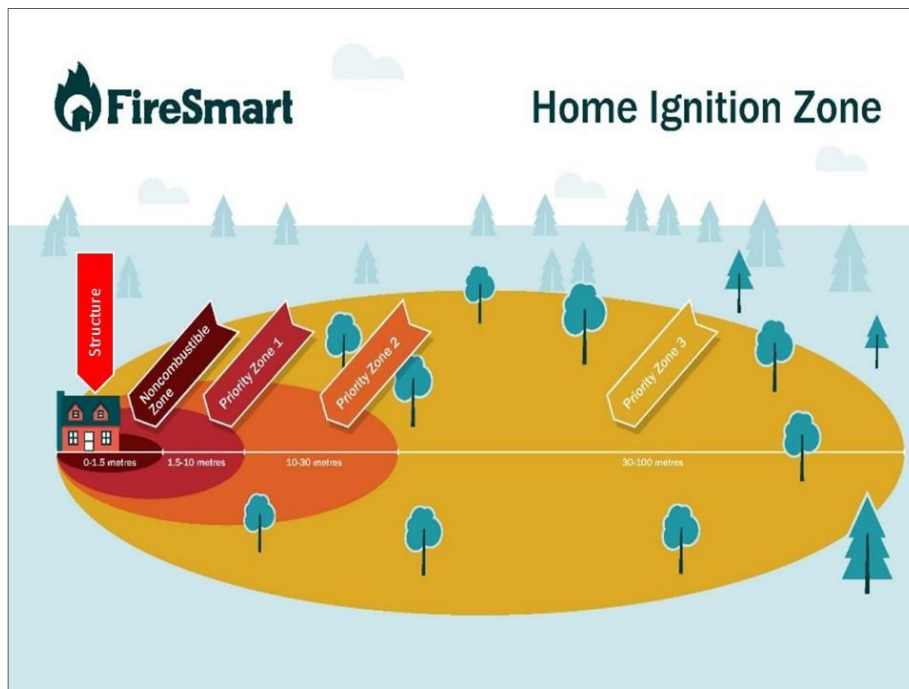 FireSmart
Home Ignition Zone
Structure
Noncombustible
Zone
Priority Zone 1
Priority Zone 2
Priority Zone 3
0-1.5 metres
1.5-10 metres
10-30 metres
30-100 metres